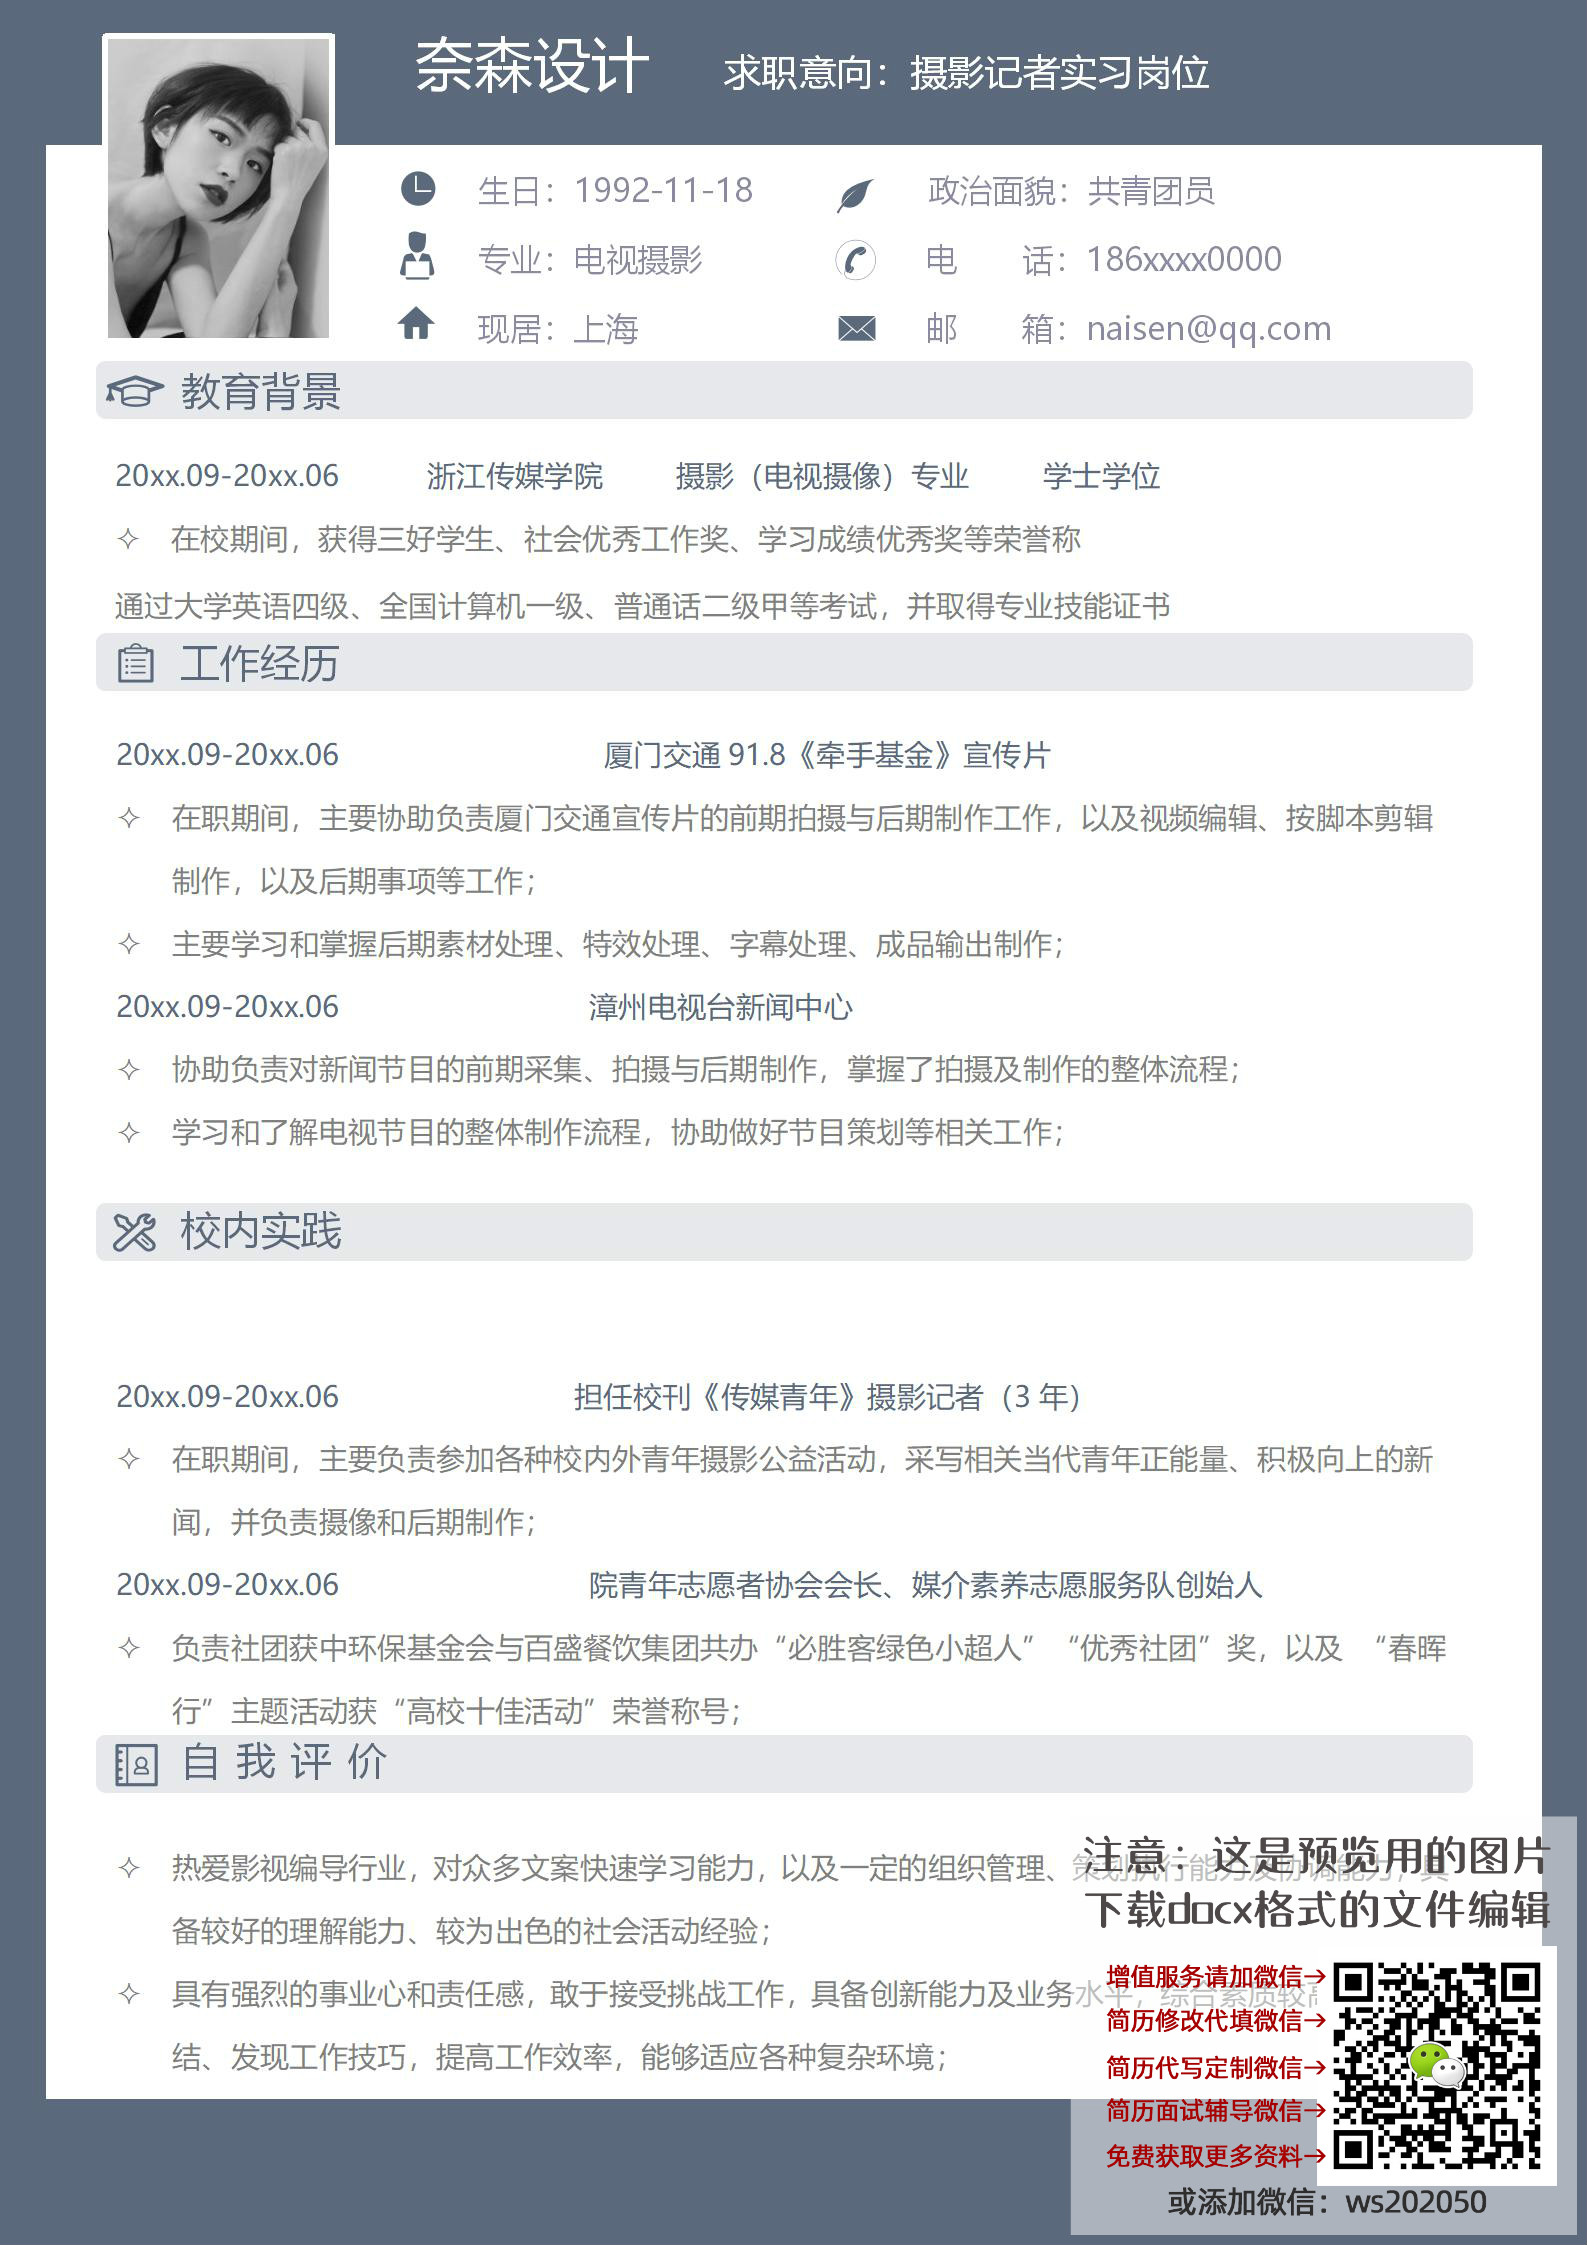 奈森设计
求职意向：摄影记者实习岗位
生日：1992-11-18
政治面貌：共青团员
专业：电视摄影
电 话：186xxxx0000
现居：上海
邮 箱：naisen@qq.com
教育背景
20xx.09-20xx.06 浙江传媒学院 摄影（电视摄像）专业 学士学位
✧ 在校期间，获得三好学生、社会优秀工作奖、学习成绩优秀奖等荣誉称
通过大学英语四级、全国计算机一级、普通话二级甲等考试，并取得专业技能证书
工作经历
20xx.09-20xx.06 厦门交通 91.8《牵手基金》宣传片
✧ 在职期间，主要协助负责厦门交通宣传片的前期拍摄与后期制作工作，以及视频编辑、按脚本剪辑
制作，以及后期事项等工作；
✧ 主要学习和掌握后期素材处理、特效处理、字幕处理、成品输出制作；
20xx.09-20xx.06 漳州电视台新闻中心
✧ 协助负责对新闻节目的前期采集、拍摄与后期制作，掌握了拍摄及制作的整体流程；
✧ 学习和了解电视节目的整体制作流程，协助做好节目策划等相关工作；
校内实践
20xx.09-20xx.06 担任校刊《传媒青年》摄影记者（3 年）
✧ 在职期间，主要负责参加各种校内外青年摄影公益活动，采写相关当代青年正能量、积极向上的新
闻，并负责摄像和后期制作；
20xx.09-20xx.06 院青年志愿者协会会长、媒介素养志愿服务队创始人
✧ 负责社团获中环保基金会与百盛餐饮集团共办“必胜客绿色小超人” “优秀社团”奖，以及 “春晖
行”主题活动获“高校十佳活动”荣誉称号；
自我评价
✧ 热爱影视编导行业，对众多文案快速学习能力，以及一定的组织管理、策划执行能力及协调能力，具
备较好的理解能力、较为出色的社会活动经验；
✧ 具有强烈的事业心和责任感，敢于接受挑战工作，具备创新能力及业务水平，综合素质较
结、发现工作技巧，提高工作效率，能够适应各种复杂环境；
注意：这是预览用的图片
下载docx格式的文件编辑
增值服务请加微信→
简历修改代填微信→
简历代写定制微信→
简历面试辅导微信→
免费获取更多资料→
或添加微信：ws202050